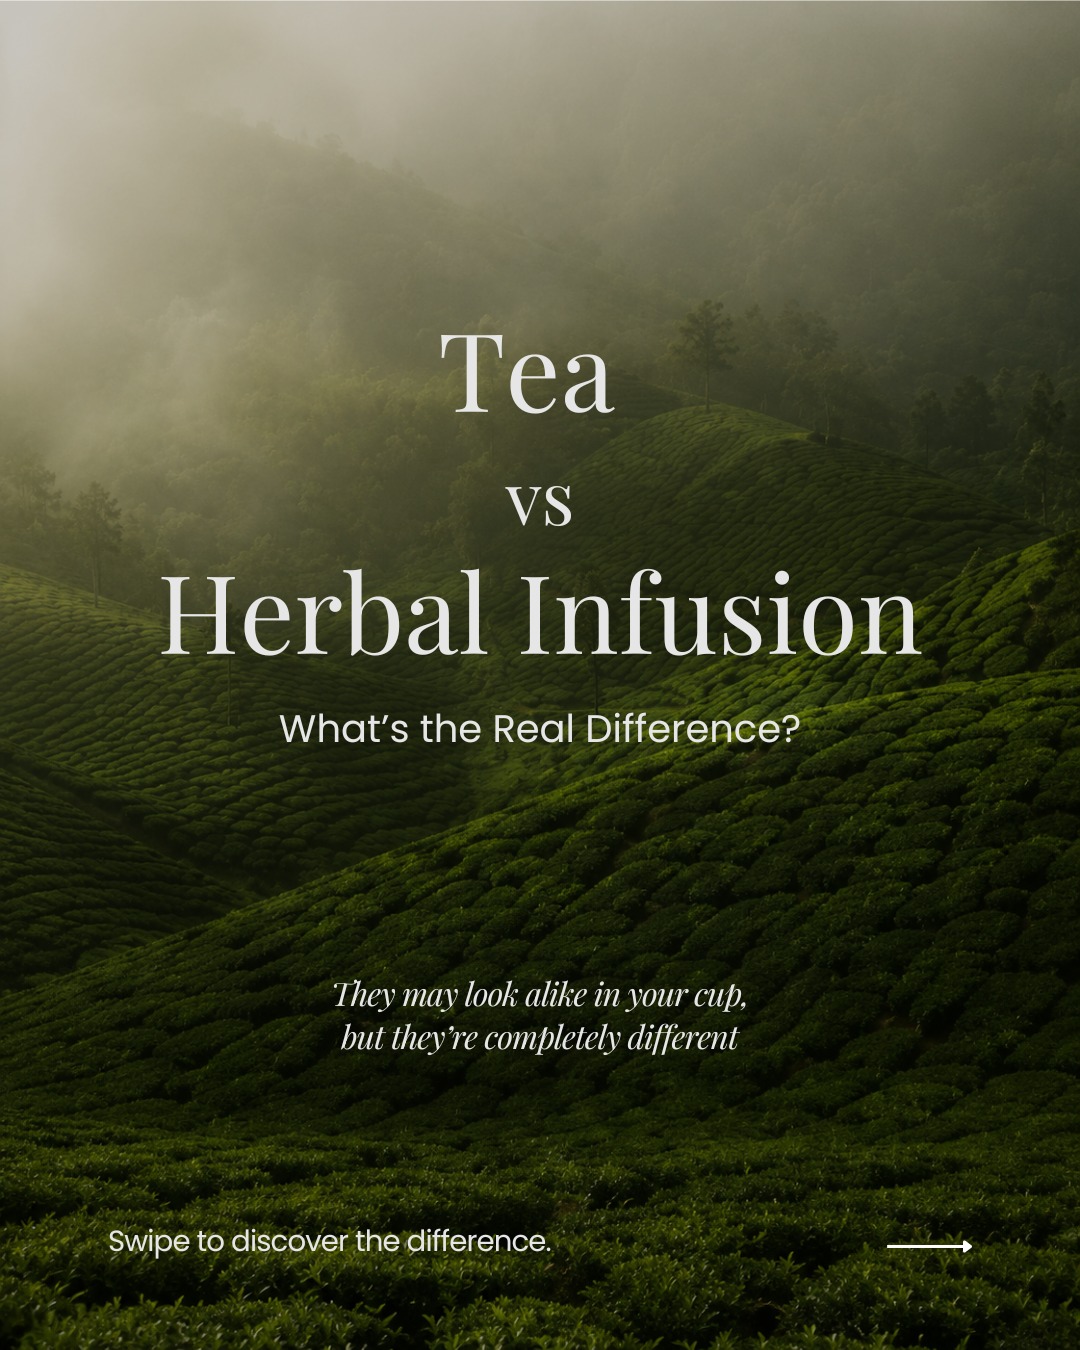 Tea
vs
Herbal Infusion
What’s the Real Difference?
They may look alike in your cup,
but they’re completely different
Swipe to discover the difference.